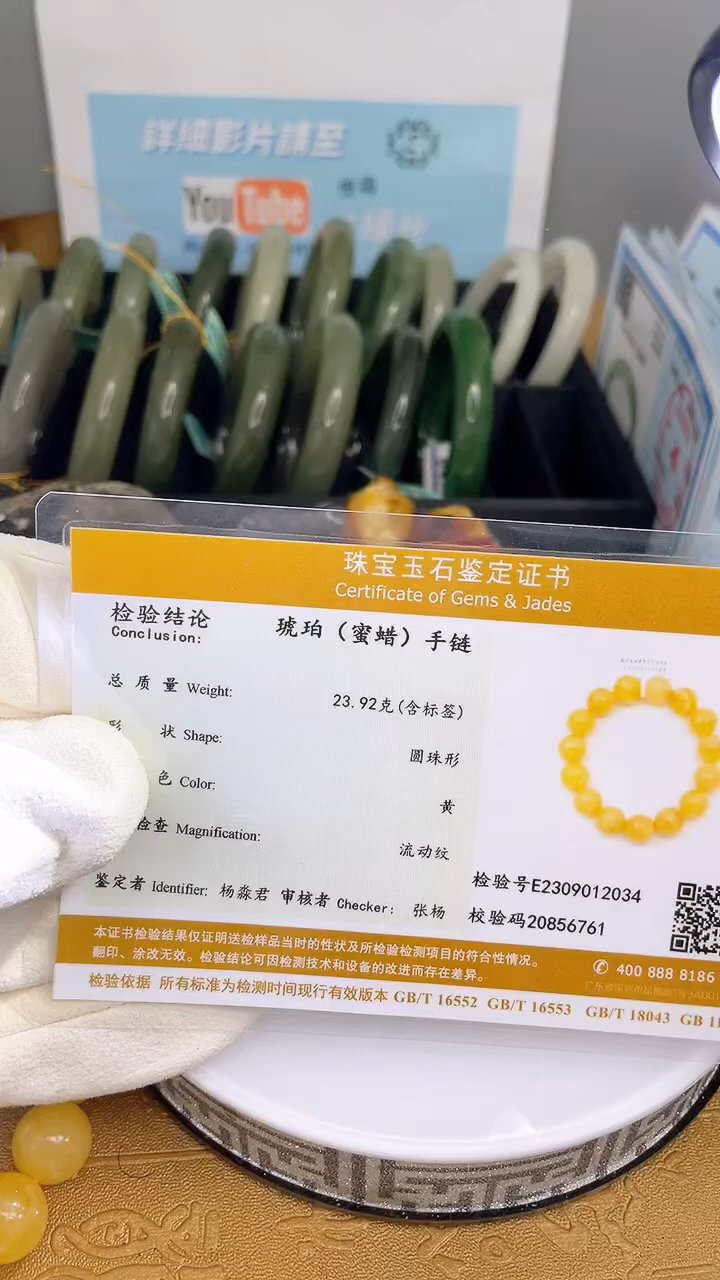 詳細影片請至
YouTube
珠宝玉石鉴定证书
Certificate of Gems & Jades
检验结论
Conclusion:
琥珀（蜜蜡）手链
总 质 量 Weight:
23.92克(含标签)
形 状 Shape:
圆珠形
色 Color:
黄
检查 Magnification:
流动纹
鉴定者 Identifier: 杨淼君 审核者 Checker: 张杨
检验号E2309012034
校验码20856761
本证书检验结果仅证明送检样品当时的性状及所检验检测项目的符合性情况。
翻印、涂改无效。检验结论可因检测技术和设备的改进而存在差异。
400 888 8186
检验依据 所有标准为检测时间现行有效版本 GB/T 16552 GB/T 16553 GB/T 18043 GB